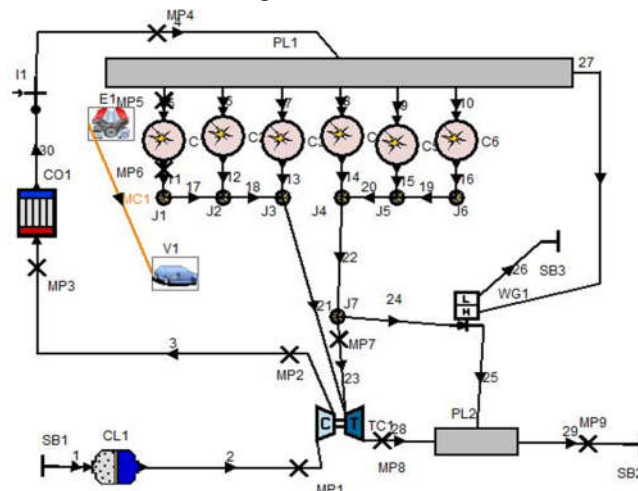 MP4
4
PL1
27
I1
E1
MP5
5
6
7
8
9
10
30
C
C2
C3
C
C5
C6
CO1
MP6
11
12
13
14
15
16
MC1
17
18
20
19
J1
J2
J3
J4
J5
J6
V1
22
26
SB3
MP3
WG1
21
J7
24
3
MP7
MP2
23
25
PL2
C
T
TC1
28
29
MP9
SB1
CL1
1
2
MP8
MP1
SB2
L
H